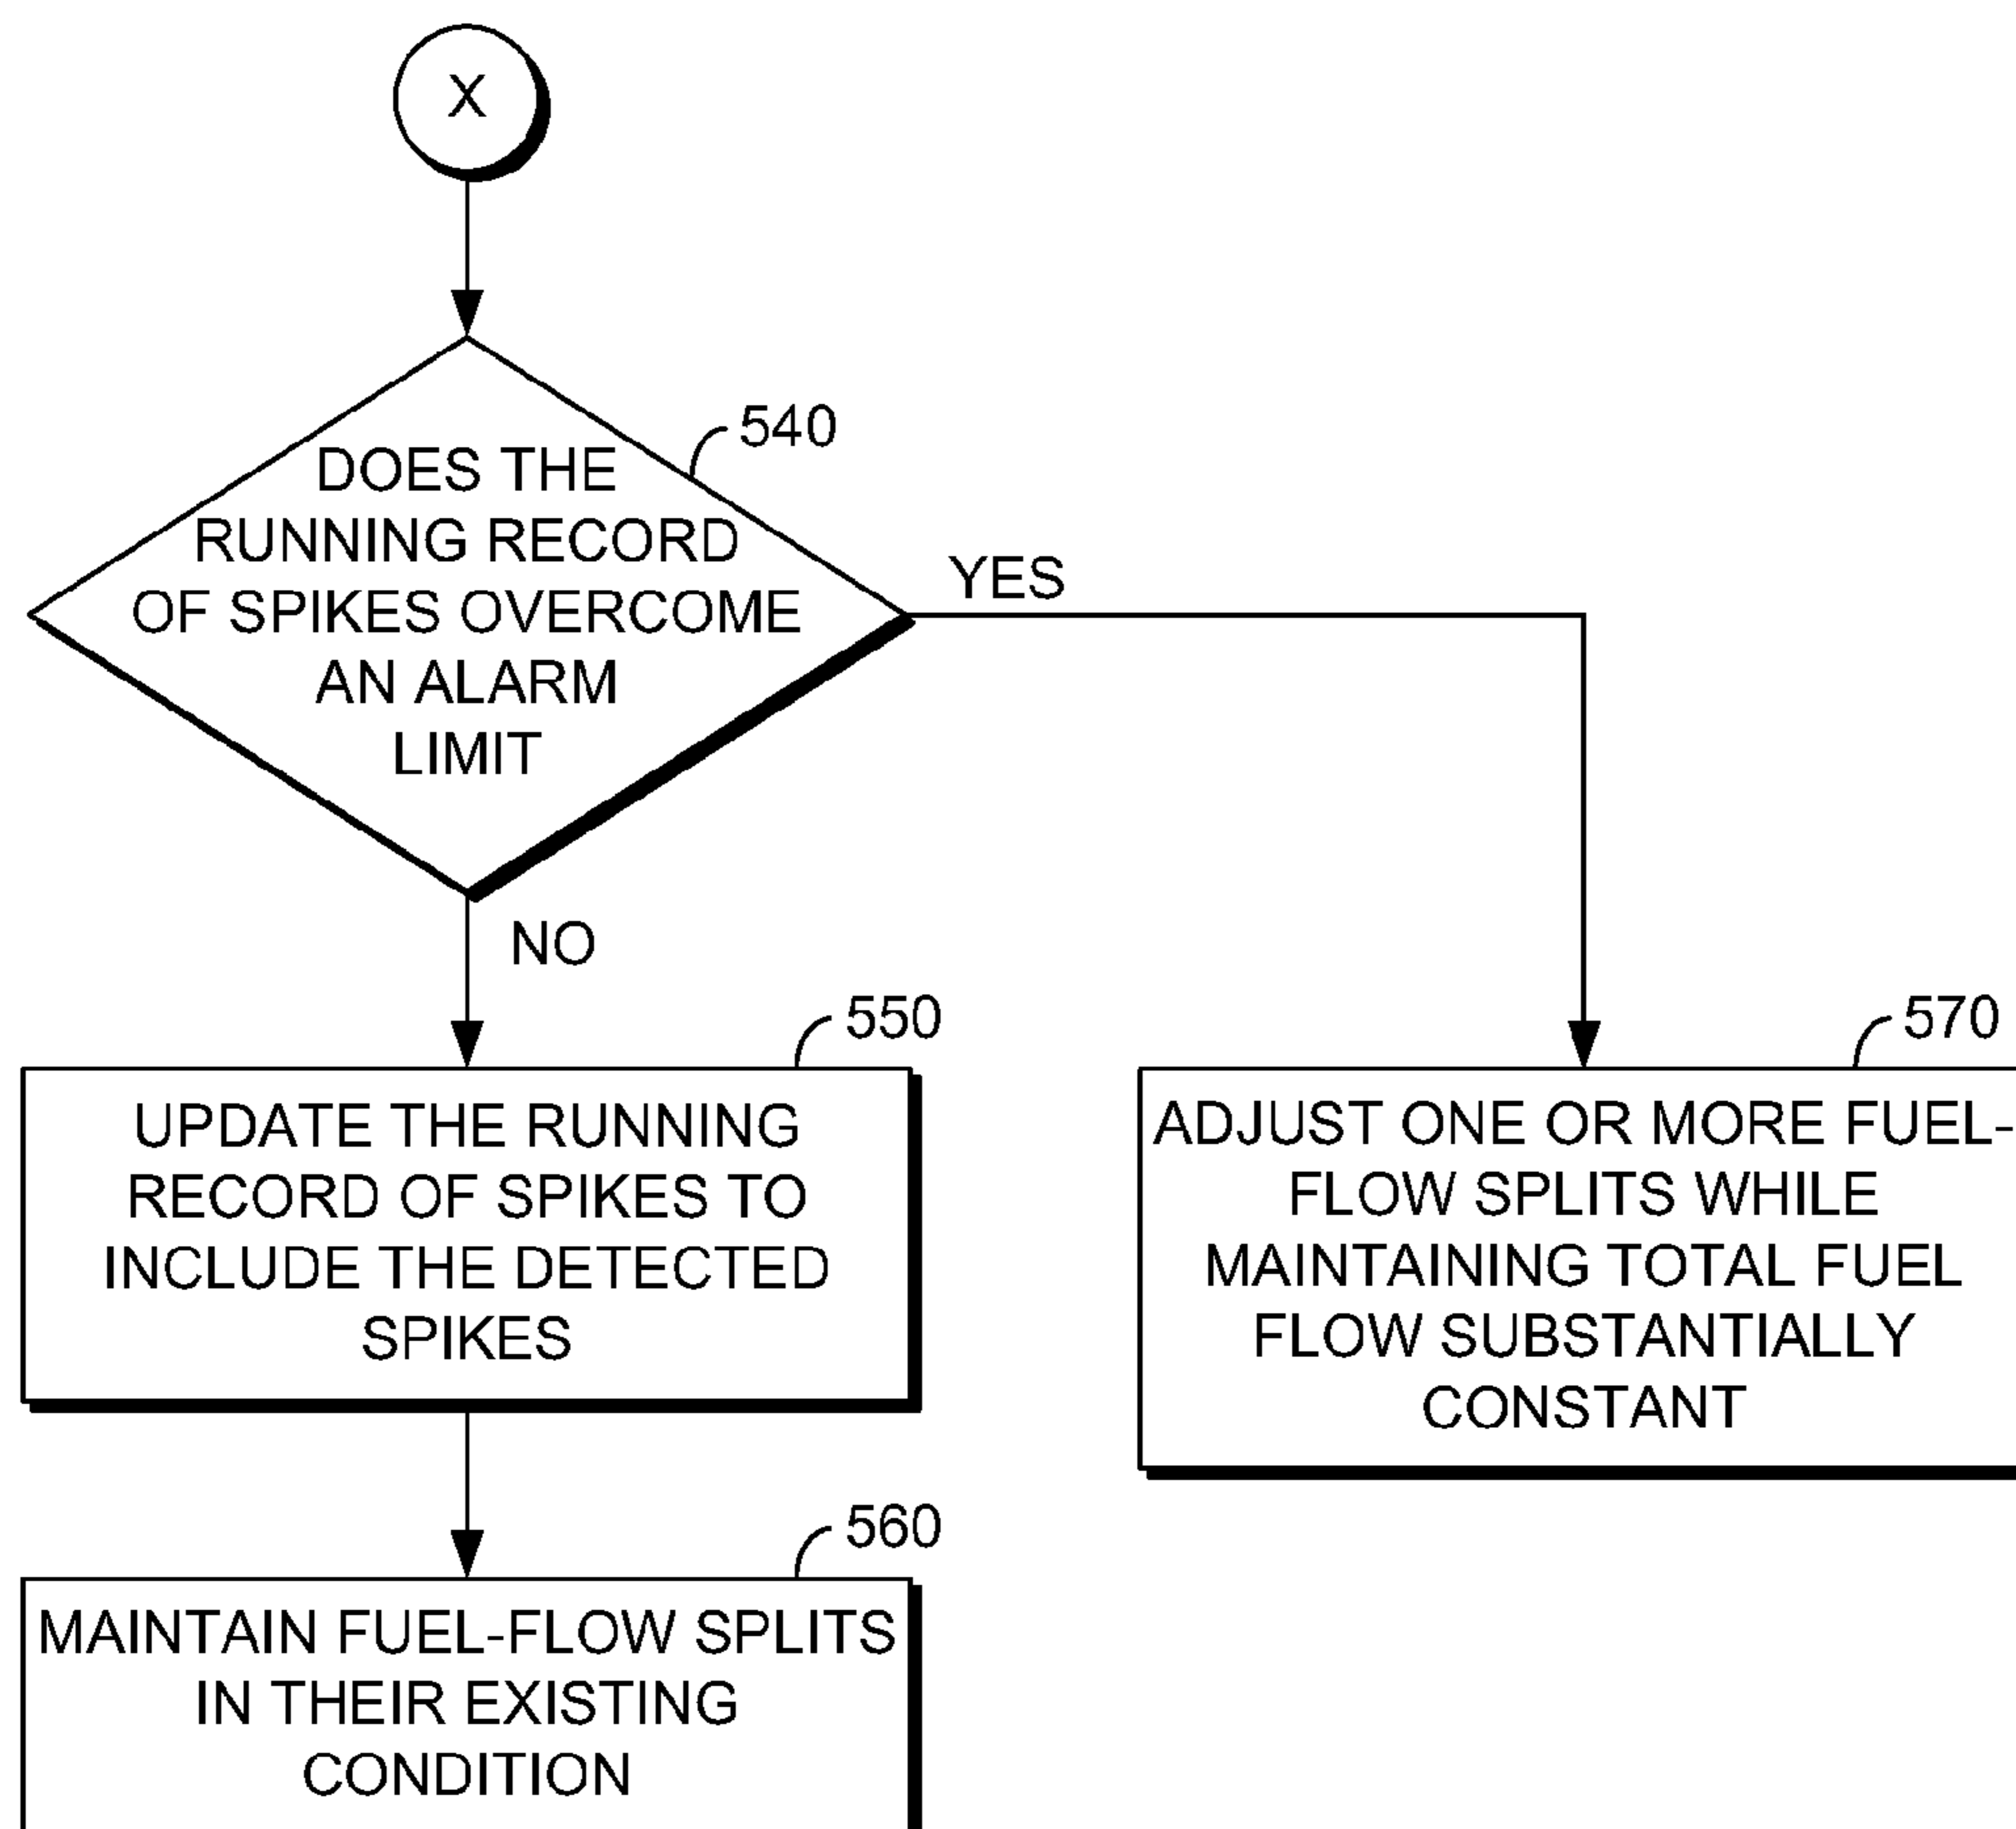 X
540
DOES THE
RUNNING RECORD
OF SPIKES OVERCOME
AN ALARM
LIMIT
YES
NO
550
UPDATE THE RUNNING
RECORD OF SPIKES TO
INCLUDE THE DETECTED
SPIKES
570
ADJUST ONE OR MORE FUEL-
FLOW SPLITS WHILE
MAINTAINING TOTAL FUEL
FLOW SUBSTANTIALLY
CONSTANT
560
MAINTAIN FUEL-FLOW SPLITS
IN THEIR EXISTING
CONDITION